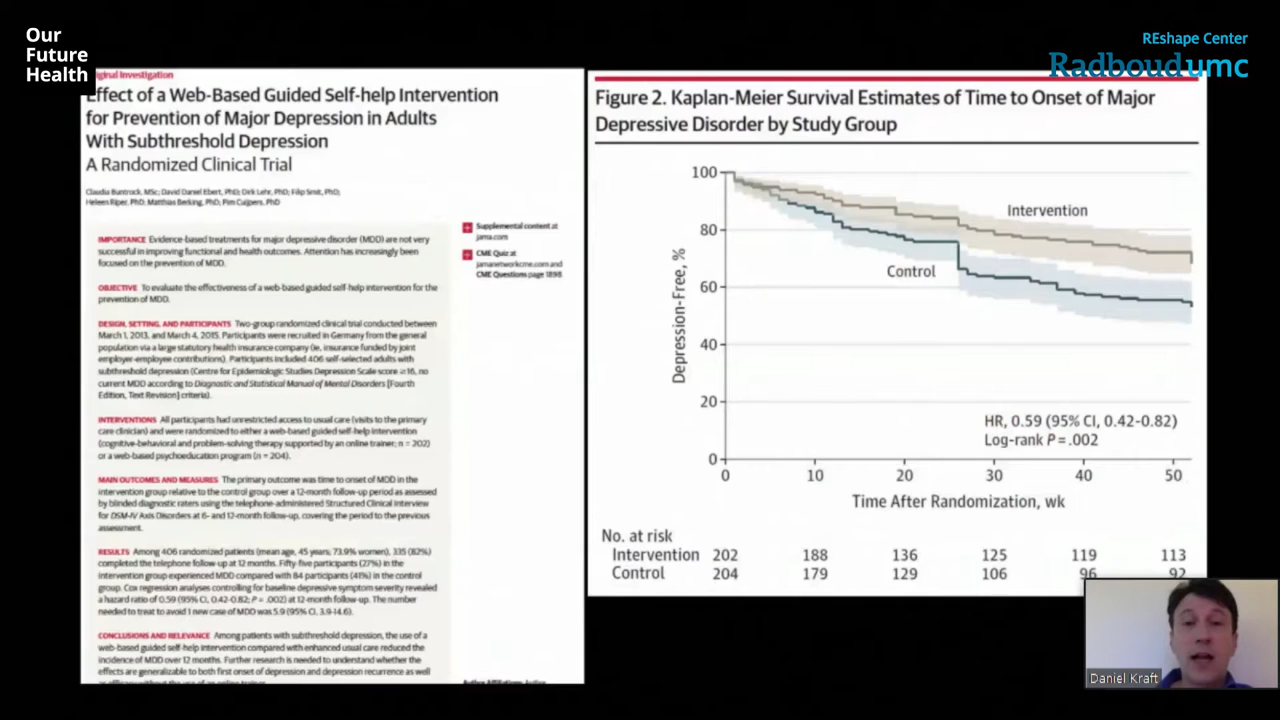 Our
Future
Health
REshape Center
Radboudumc
iginal Investigation
Effect of a Web-Based Guided Self-help Intervention
for Prevention of Major Depression in Adults
With Subthreshold Depression
A Randomized Clinical Trial
Claudia Buntrock, MSc; David Daniel Ebert, PhD; Dirk Lehr, PhD; Filip Smit, PhD;
Heleen Riper, PhD; Matthias Berking, PhD; Pim Cuijpers, PhD
IMPORTANCE Evidence-based treatments for major depressive disorder (MDD) are not very
successful in improving functional and health outcomes. Attention has increasingly been
focused on the prevention of MDD.
OBJECTIVE To evaluate the effectiveness of a web-based guided self-help intervention for the
prevention of MDD.
DESIGN, SETTING, AND PARTICIPANTS Two-group randomized clinical trial conducted between
March 1, 2013, and March 4, 2015. Participants were recruited in Germany from the general
population via a large statutory health insurance company (ie, insurance funded by joint
employer-employee contributions). Participants included 406 self-selected adults with
subthreshold depression (Centre for Epidemiologic Studies Depression Scale score ≥16, no
current MDD according to Diagnostic and Statistical Manual of Mental Disorders [Fourth
Edition, Text Revision] criteria).
INTERVENTIONS All participants had unrestricted access to usual care (visits to the primary
care clinician) and were randomized to either a web-based guided self-help intervention
(cognitive-behavioral and problem-solving therapy supported by an online trainer; n = 202)
or a web-based psychoeducation program (n = 204).
MAIN OUTCOMES AND MEASURES The primary outcome was time to onset of MDD in the
intervention group relative to the control group over a 12-month follow-up period as assessed
by blinded diagnostic raters using the telephone-administered Structured Clinical Interview
for DSM-IV Axis Disorders at 6- and 12-month follow-up, covering the period to the previous
assessment.
RESULTS Among 406 randomized patients (mean age, 45 years; 73.9% women), 335 (82%)
completed the telephone follow-up at 12 months. Fifty-five participants (27%) in the
intervention group experienced MDD compared with 84 participants (41%) in the control
group. Cox regression analyses controlling for baseline depressive symptom severity revealed
a hazard ratio of 0.59 (95% CI, 0.42-0.82; P = .002) at 12-month follow-up. The number
needed to treat to avoid 1 new case of MDD was 5.9 (95% CI, 3.9-14.6).
CONCLUSIONS AND RELEVANCE Among patients with subthreshold depression, the use of a
web-based guided self-help intervention compared with enhanced usual care reduced the
incidence of MDD over 12 months. Further research is needed to understand whether the
effects are generalizable to both first onset of depression and depression recurrence as well
as efficacy without the use of an online trainer.
Supplemental content at
jama.com
CME Quiz at
jamanetworkcme.com and
CME Questions page 1898
Figure 2. Kaplan-Meier Survival Estimates of Time to Onset of Major
Depressive Disorder by Study Group
100
80
60
40
20
0
Depression-Free, %
Intervention
Control
HR, 0.59 (95% CI, 0.42-0.82)
Log-rank P = .002
0 10 20 30 40 50
Time After Randomization, wk
No. at risk
Intervention 202 188 136 125 119 113
Control 204 179 129 106 96 92
Daniel Kraft